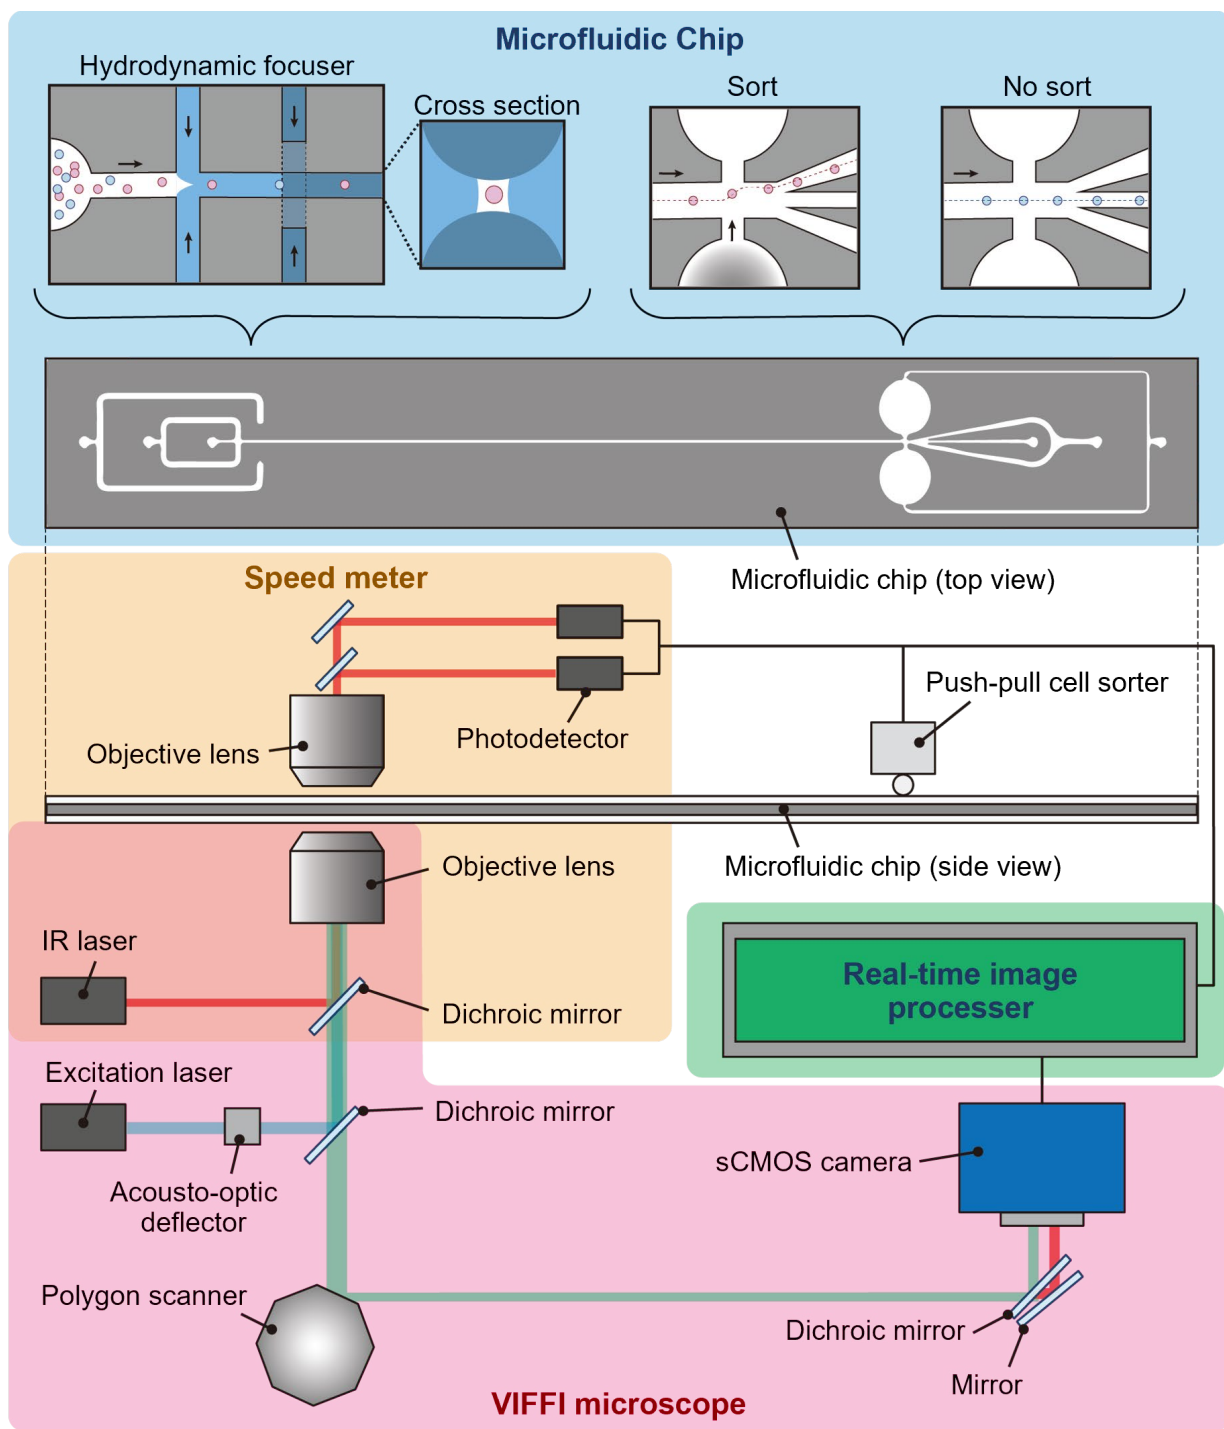 Microfluidic Chip
Hydrodynamic focuser
Cross section
Sort
No sort
Microfluidic chip (top view)
Speed meter
Push-pull cell sorter
Photodetector
Objective lens
Microfluidic chip (side view)
Objective lens
IR laser
Dichroic mirror
Real-time image
processer
Excitation laser
Dichroic mirror
sCMOS camera
Acousto-optic
deflector
Polygon scanner
Dichroic mirror
Mirror
VIFFI microscope